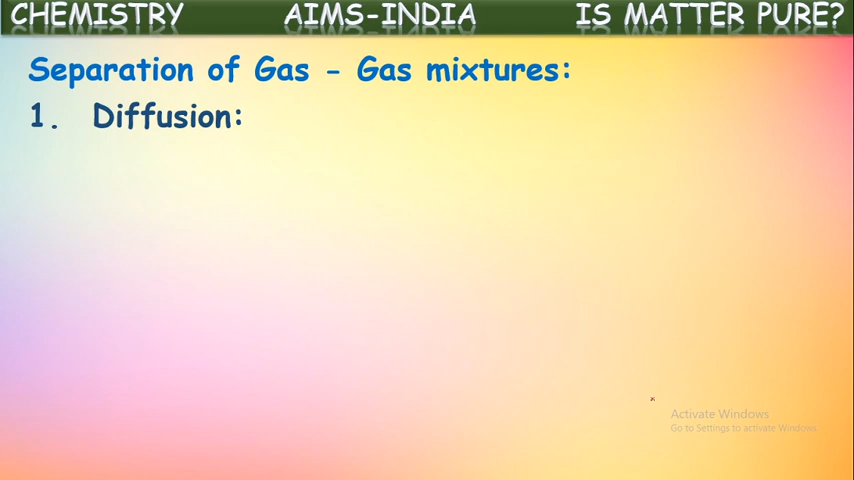 CHEMISTRY AIMS-INDIA IS MATTER PURE?
Separation of Gas - Gas mixtures:
1. Diffusion:
Activate Windows
Go to Settings to activate Windows.